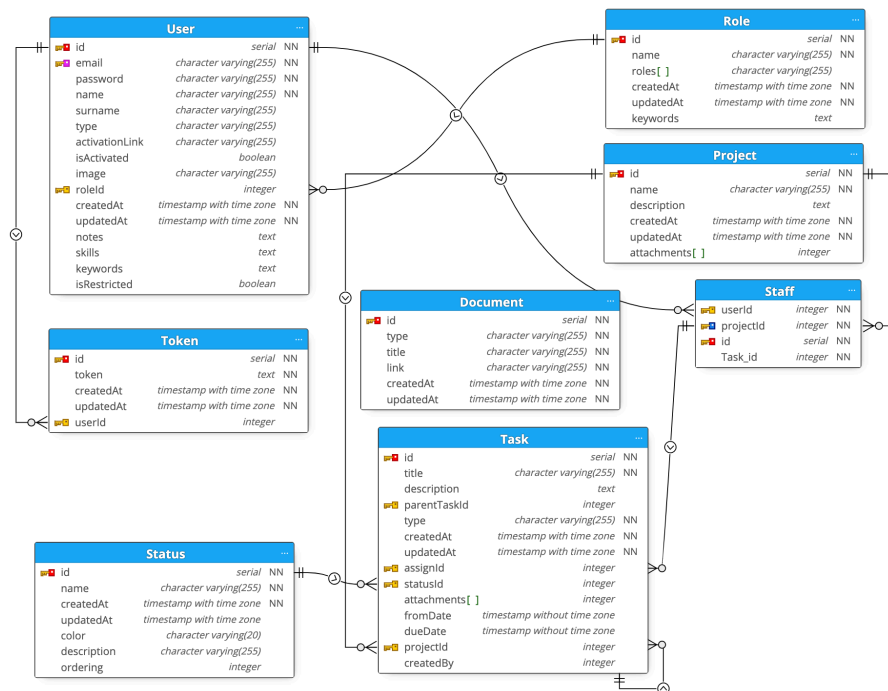 User ...
id serial NN
email character varying(255) NN
password character varying(255) NN
name character varying(255) NN
surname character varying(255)
type character varying(255)
activationLink character varying(255)
isActivated boolean
image character varying(255)
roleId integer
createdAt timestamp with time zone NN
updatedAt timestamp with time zone NN
notes text
skills text
keywords text
isRestricted boolean
Role ...
id serial NN
name character varying(255) NN
roles[ ] character varying(255)
createdAt timestamp with time zone NN
updatedAt timestamp with time zone NN
keywords text
Project ...
id serial NN
name character varying(255) NN
description text
createdAt timestamp with time zone NN
updatedAt timestamp with time zone NN
attachments[ ] integer
Staff ...
userId integer NN
projectId integer NN
id serial NN
Task_id integer NN
Document ...
id serial NN
type character varying(255) NN
title character varying(255) NN
link character varying(255) NN
createdAt timestamp with time zone NN
updatedAt timestamp with time zone NN
Token ...
id serial NN
token text NN
createdAt timestamp with time zone NN
updatedAt timestamp with time zone NN
userId integer
Task ...
id serial NN
title character varying(255) NN
description text
parentTaskId integer
type character varying(255) NN
createdAt timestamp with time zone NN
updatedAt timestamp with time zone NN
assignId integer
statusId integer
attachments[ ] integer
fromDate timestamp without time zone
dueDate timestamp without time zone
projectId integer
createdBy integer
Status ...
id serial NN
name character varying(255) NN
createdAt timestamp with time zone NN
updatedAt timestamp with time zone
color character varying(20)
description character varying(255)
ordering integer